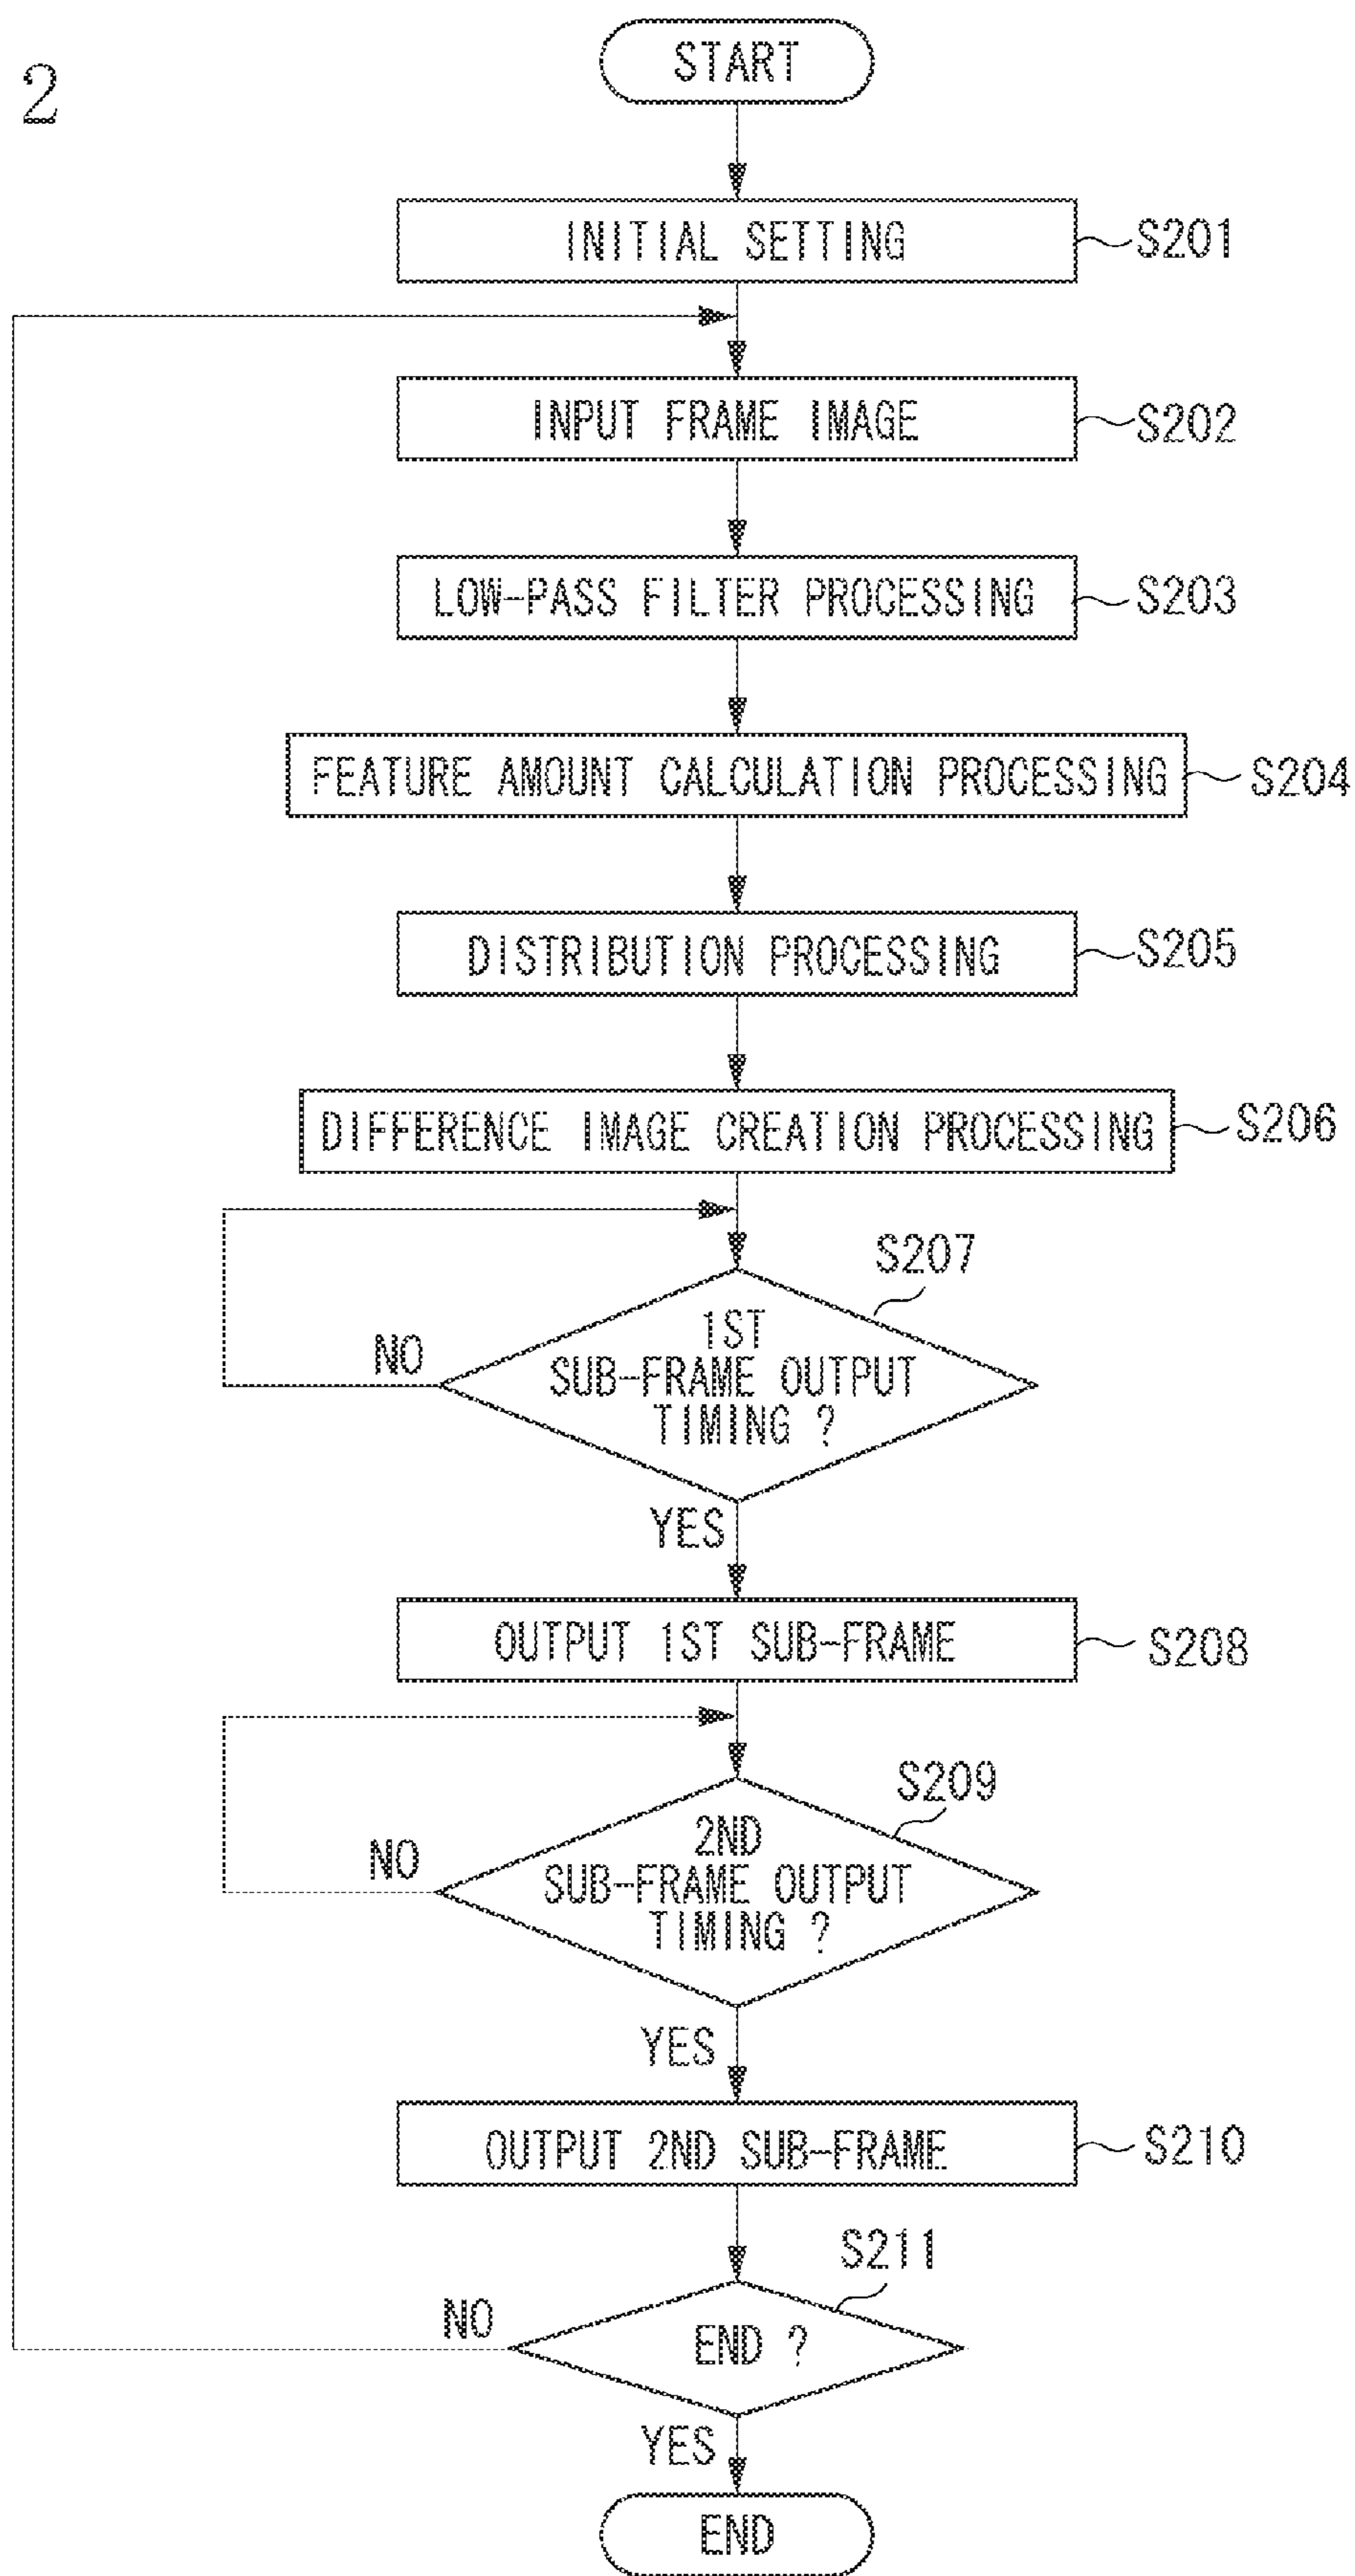 2
START
INITIAL SETTING
S201
INPUT FRAME IMAGE
S202
LOW-PASS FILTER PROCESSING
S203
FEATURE AMOUNT CALCULATION PROCESSING
S204
DISTRIBUTION PROCESSING
S205
DIFFERENCE IMAGE CREATION PROCESSING
S206
S207
1ST
SUB-FRAME OUTPUT
TIMING ?
NO
YES
OUTPUT 1ST SUB-FRAME
S208
S209
2ND
SUB-FRAME OUTPUT
TIMING ?
NO
YES
OUTPUT 2ND SUB-FRAME
S210
S211
END ?
NO
YES
END